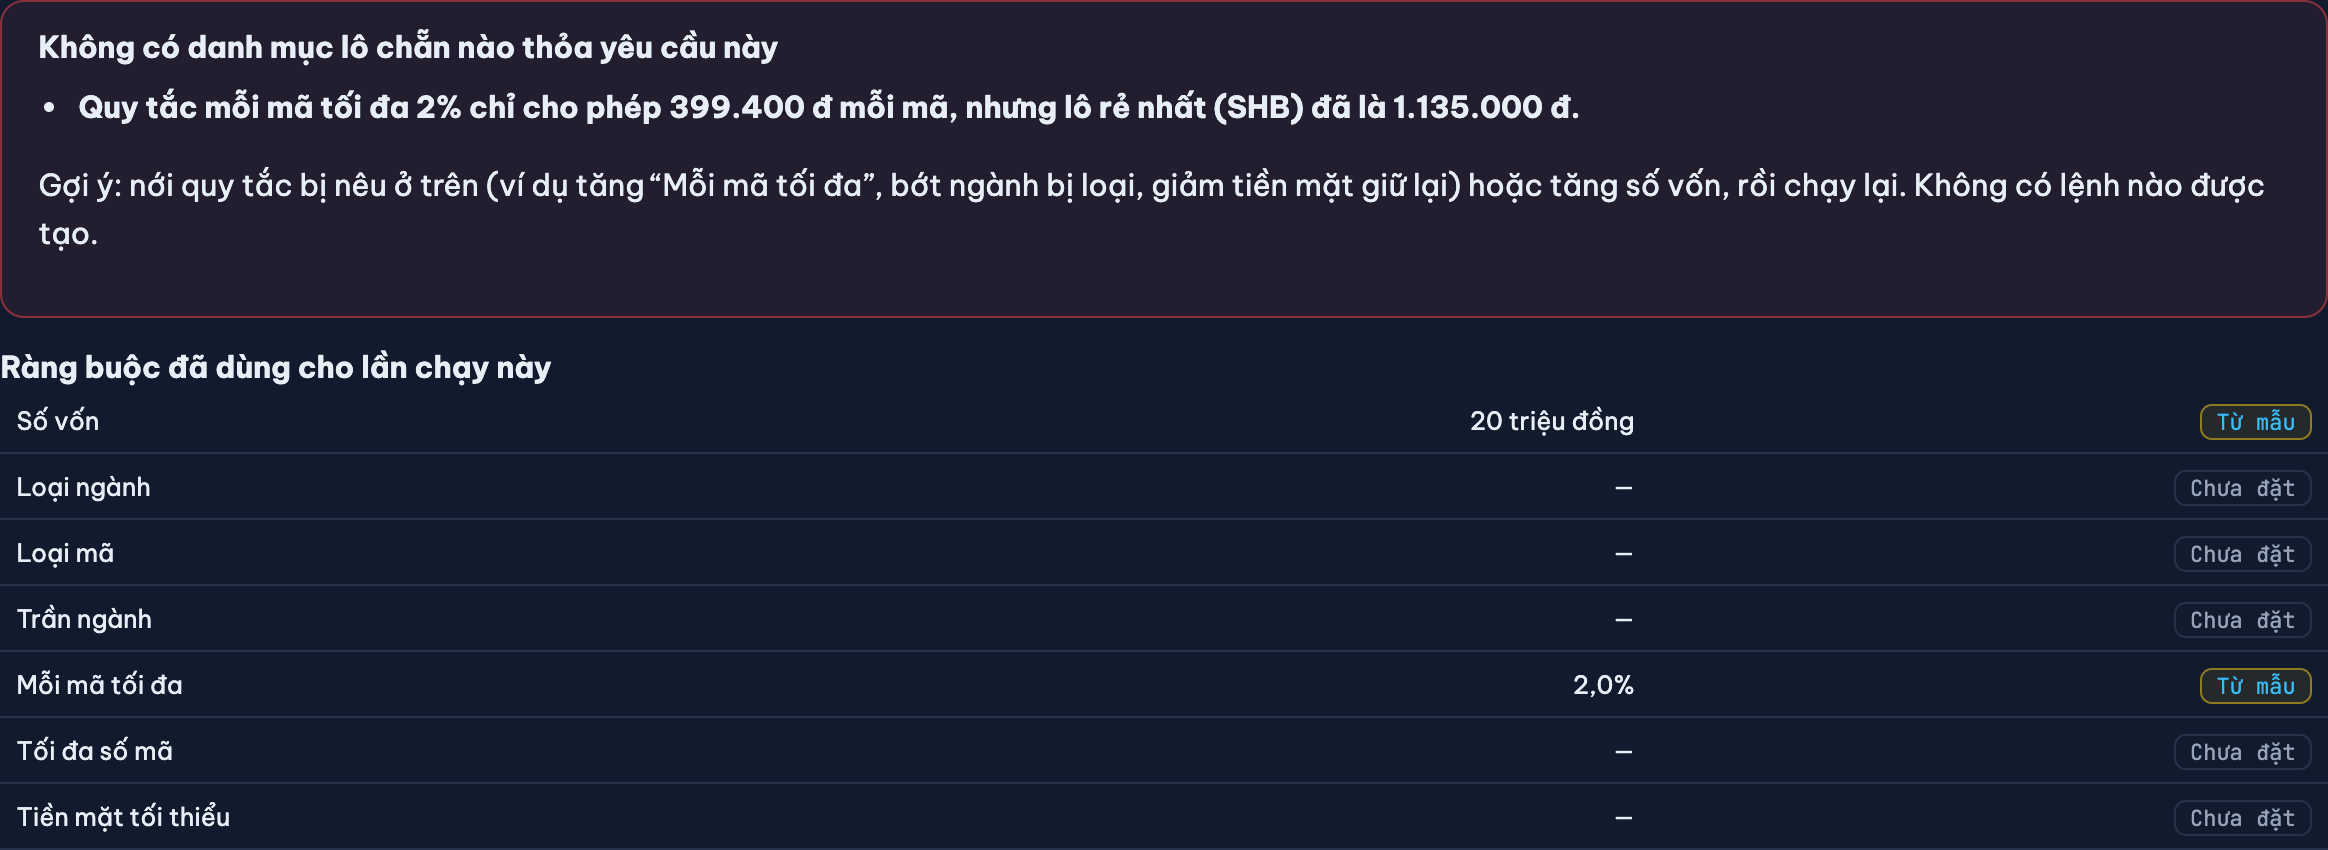 Không có danh mục lô chẵn nào thỏa yêu cầu này
• Quy tắc mỗi mã tối đa 2% chỉ cho phép 399.400 đ mỗi mã, nhưng lô rẻ nhất (SHB) đã là 1.135.000 đ.
Gợi ý: nới quy tắc bị nêu ở trên (ví dụ tăng “Mỗi mã tối đa”, bớt ngành bị loại, giảm tiền mặt giữ lại) hoặc tăng số vốn, rồi chạy lại. Không có lệnh nào được
tạo.
Ràng buộc đã dùng cho lần chạy này
Số vốn 20 triệu đồng Từ mẫu
Loại ngành — Chưa đặt
Loại mã — Chưa đặt
Trần ngành — Chưa đặt
Mỗi mã tối đa 2,0% Từ mẫu
Tối đa số mã — Chưa đặt
Tiền mặt tối thiểu — Chưa đặt